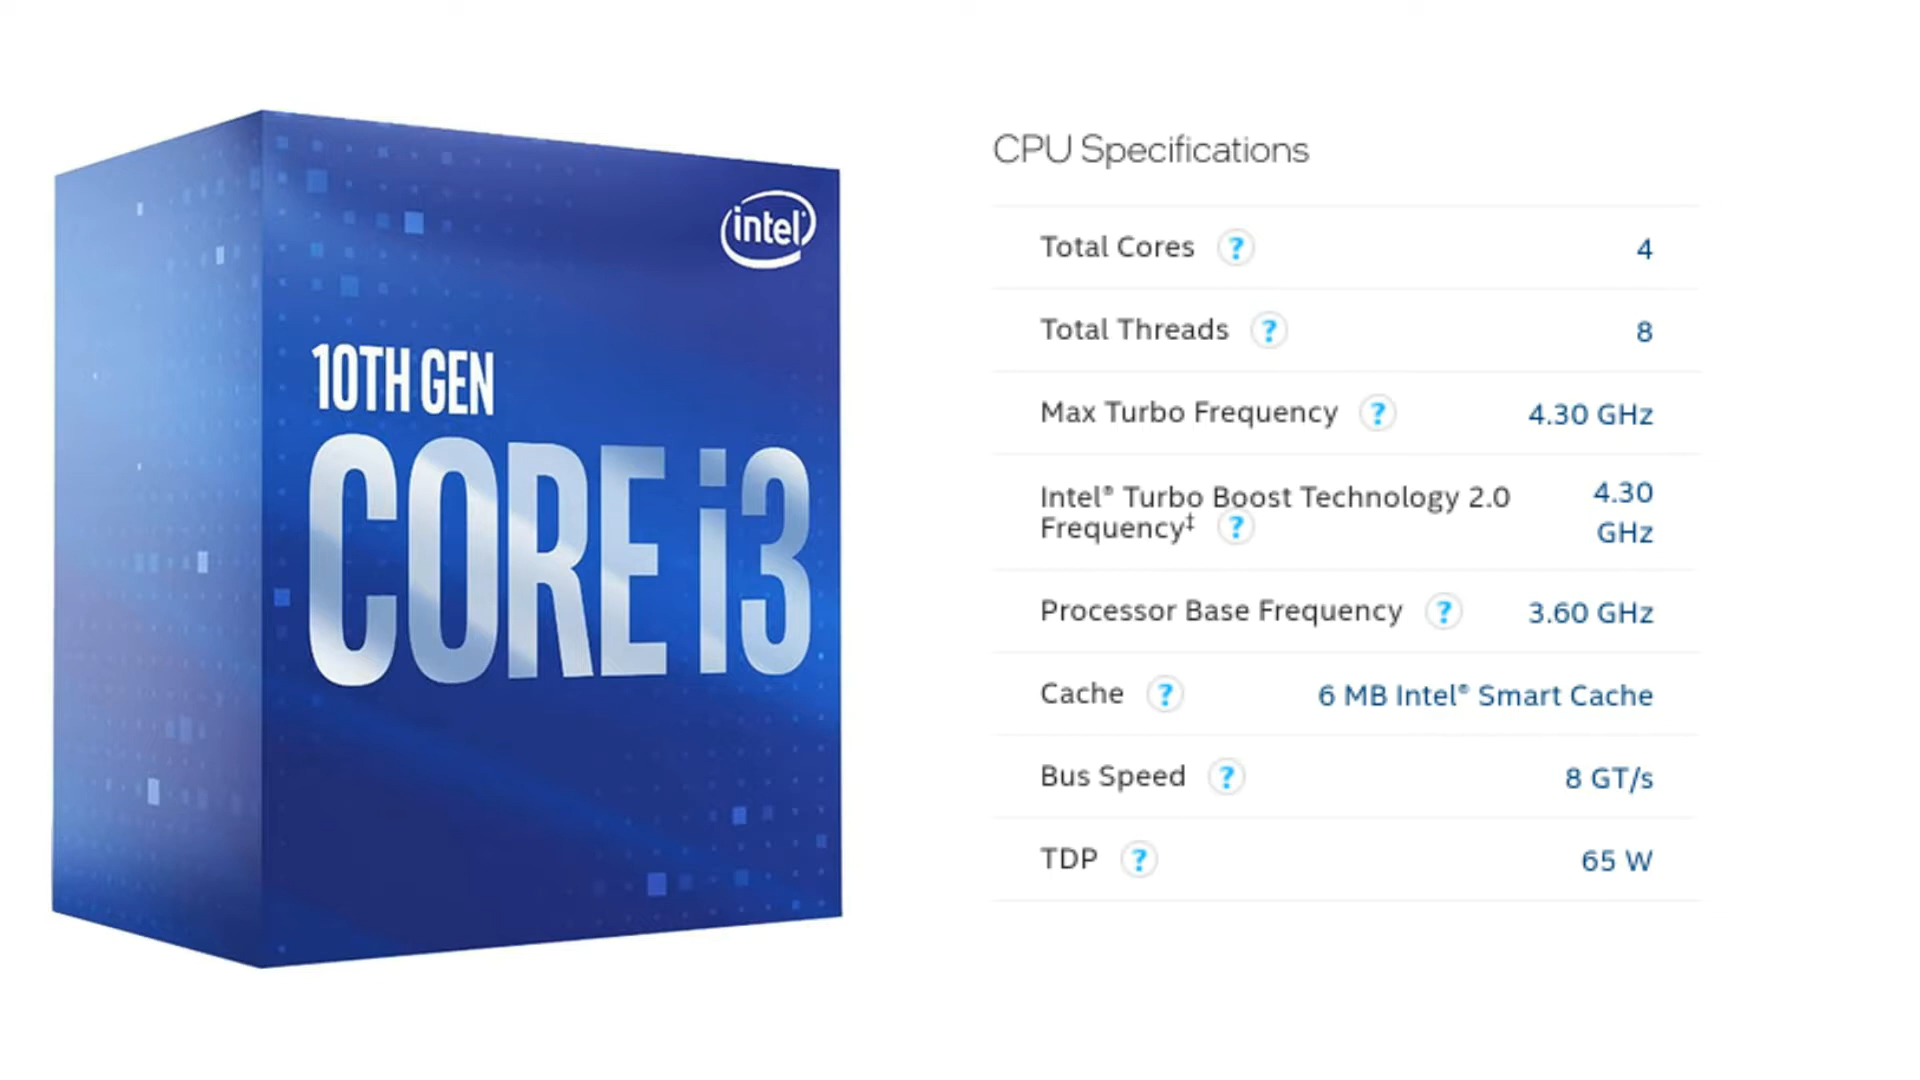 intel
10TH GEN
CORE i3
CPU Specifications
Total Cores ? 4
Total Threads ? 8
Max Turbo Frequency ? 4.30 GHz
Intel® Turbo Boost Technology 2.0 4.30
Frequency‡ ? GHz
Processor Base Frequency ? 3.60 GHz
Cache ? 6 MB Intel® Smart Cache
Bus Speed ? 8 GT/s
TDP ? 65 W